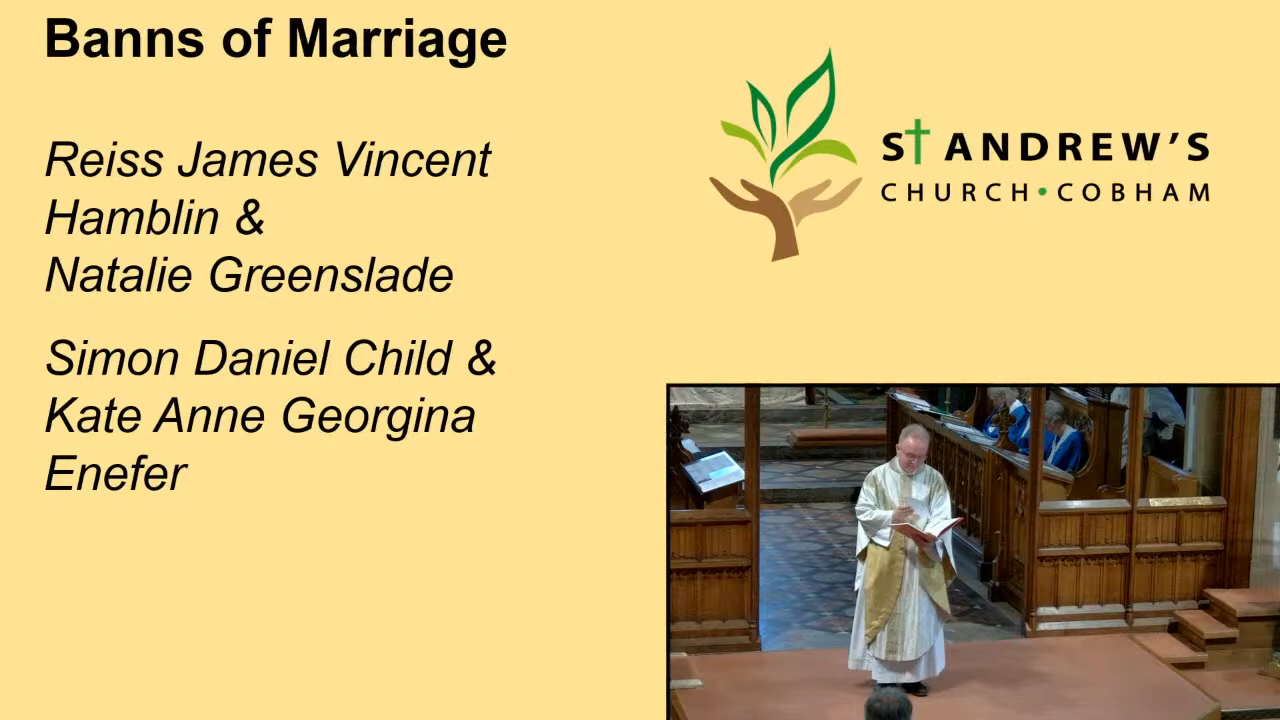 Banns of Marriage
Reiss James Vincent
Hamblin &
Natalie Greenslade
Simon Daniel Child &
Kate Anne Georgina
Enefer
St ANDREW'S
CHURCH•COBHAM